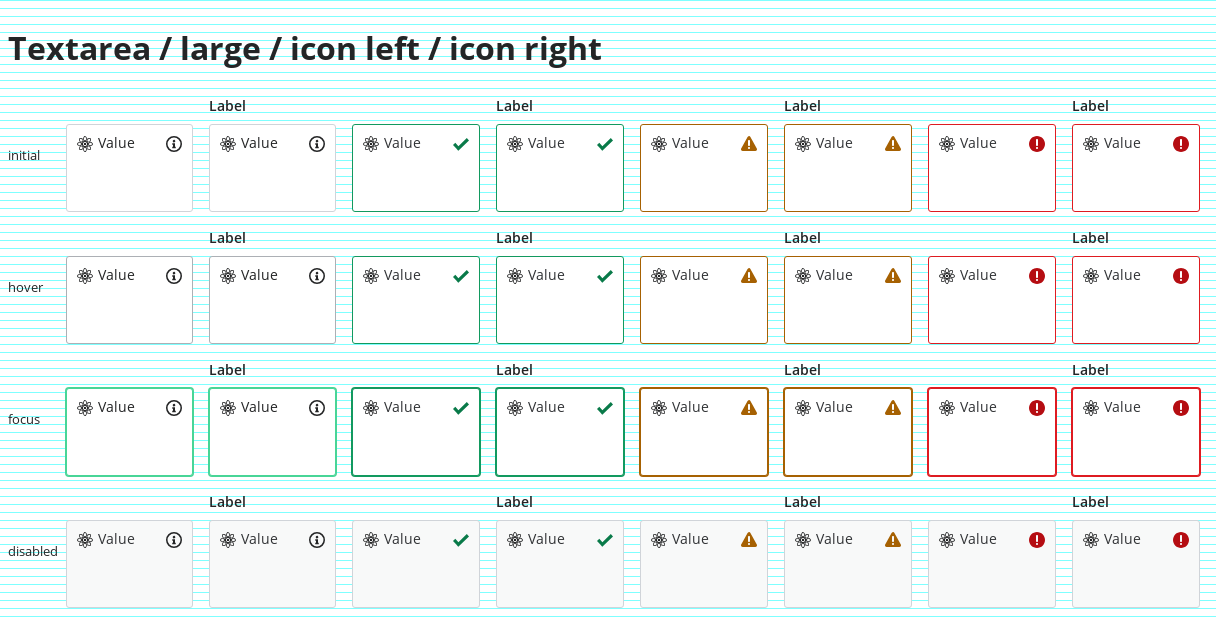 Textarea / large / icon left / icon right
Label Label Label Label
initial Value Value Value Value Value Value Value Value
Label Label Label Label
hover Value Value Value Value Value Value Value Value
Label Label Label Label
focus Value Value Value Value Value Value Value Value
Label Label Label Label
disabled Value Value Value Value Value Value Value Value